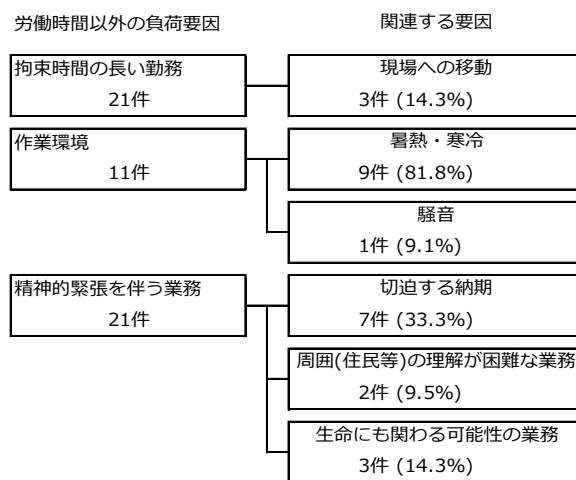 労働時間以外の負荷要因
関連する要因
拘束時間の長い勤務
21件
現場への移動
3件 (14.3%)
作業環境
11件
暑熱・寒冷
9件 (81.8%)
騒音
1件 (9.1%)
精神的緊張を伴う業務
21件
切迫する納期
7件 (33.3%)
周囲(住民等)の理解が困難な業務
2件 (9.5%)
生命にも関わる可能性の業務
3件 (14.3%)